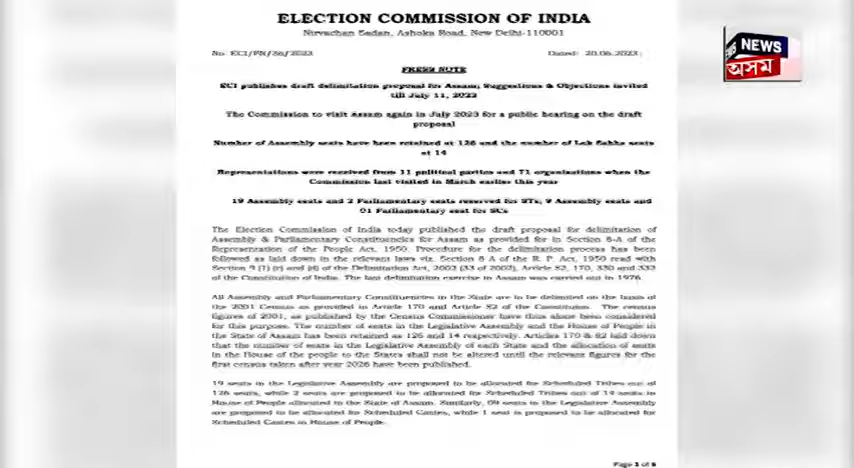 ELECTION COMMISSION OF INDIA
Nirvachan Sadan, Ashoka Road, New Delhi-110001
No. ECI/PN/36/2023 Dated: 20.06.2023
PRESS NOTE
ECI publishes draft delimitation proposal for Assam; Suggestions & Objections invited
till July 11, 2023
The Commission to visit Assam again in July 2023 for a public hearing on the draft
proposal
Number of Assembly seats have been retained at 126 and the number of Lok Sabha seats
at 14
Representations were received from 11 political parties and 71 organisations when the
Commission last visited in March earlier this year
19 Assembly seats and 2 Parliamentary seats reserved for STs; 9 Assembly seats and
01 Parliamentary seat for SCs
The Election Commission of India today published the draft proposal for delimitation of
Assembly & Parliamentary Constituencies for Assam as provided for in Section 8-A of the
Representation of the People Act, 1950. Procedure for the delimitation process has been
followed as laid down in the relevant laws viz. Section 8-A of the R. P. Act, 1950 read with
Section 9 (1) (c) and (d) of the Delimitation Act, 2002 (33 of 2002), Article 82, 170, 330 and 332
of the Constitution of India. The last delimitation exercise in Assam was carried out in 1976.
All Assembly and Parliamentary Constituencies in the State are to be delimited on the basis of
the 2001 Census as provided in Article 170 and Article 82 of the Constitution. The census
figures of 2001, as published by the Census Commissioner have thus alone been considered
for this purpose. The number of seats in the Legislative Assembly and the House of People in
the State of Assam has been retained as 126 and 14 respectively. Articles 170 & 82 laid down
that the number of seats in the Legislative Assembly of each State and the allocation of seats
in the House of the people to the States shall not be altered until the relevant figures for the
first census taken after year 2026 have been published.
19 seats in the Legislative Assembly are proposed to be allocated for Scheduled Tribes out of
126 seats, while 2 seats are proposed to be allocated for Scheduled Tribes out of 14 seats in
House of People allocated to the State of Assam. Similarly, 09 seats in the Legislative Assembly
are proposed to be allocated for Scheduled Castes, while 1 seat is proposed to be allocated for
Scheduled Castes in House of People.
Page 1 of 5
NEWS
অসম